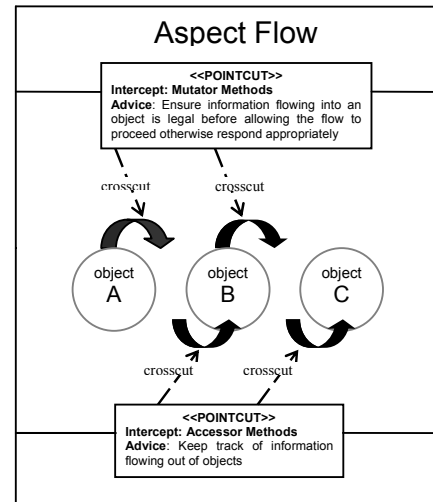 Aspect Flow
<<POINTCUT>>
Intercept: Mutator Methods
Advice: Ensure information flowing into an
object is legal before allowing the flow to
proceed otherwise respond appropriately
crosscut crosscut
object object object
A B C
crosscut crosscut
<<POINTCUT>>
Intercept: Accessor Methods
Advice: Keep track of information
flowing out of objects